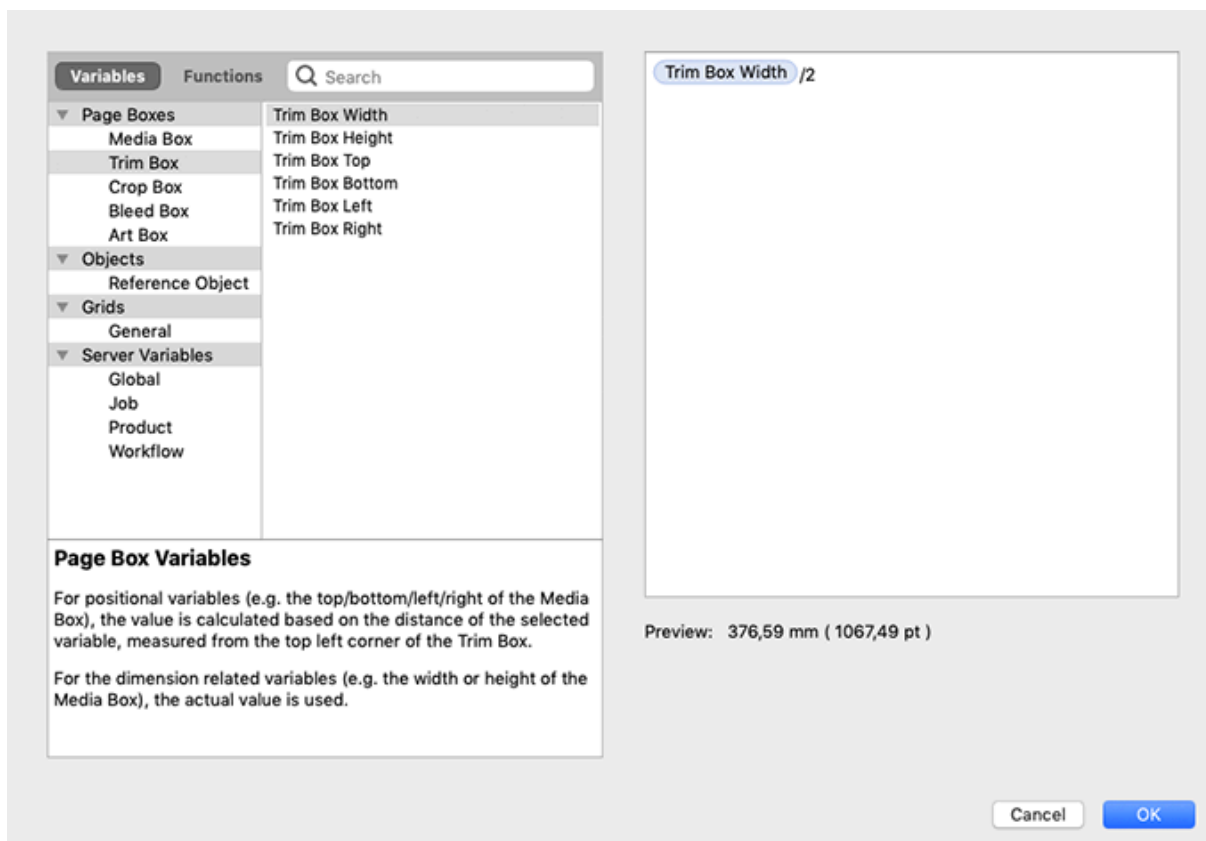 Variables Functions Search
Page Boxes
Media Box
Trim Box
Crop Box
Bleed Box
Art Box
Objects
Reference Object
Grids
General
Server Variables
Global
Job
Product
Workflow
Trim Box Width
Trim Box Height
Trim Box Top
Trim Box Bottom
Trim Box Left
Trim Box Right
Page Box Variables
For positional variables (e.g. the top/bottom/left/right of the Media
Box), the value is calculated based on the distance of the selected
variable, measured from the top left corner of the Trim Box.
For the dimension related variables (e.g. the width or height of the
Media Box), the actual value is used.
Trim Box Width /2
Preview: 376,59 mm ( 1067,49 pt )
Cancel OK